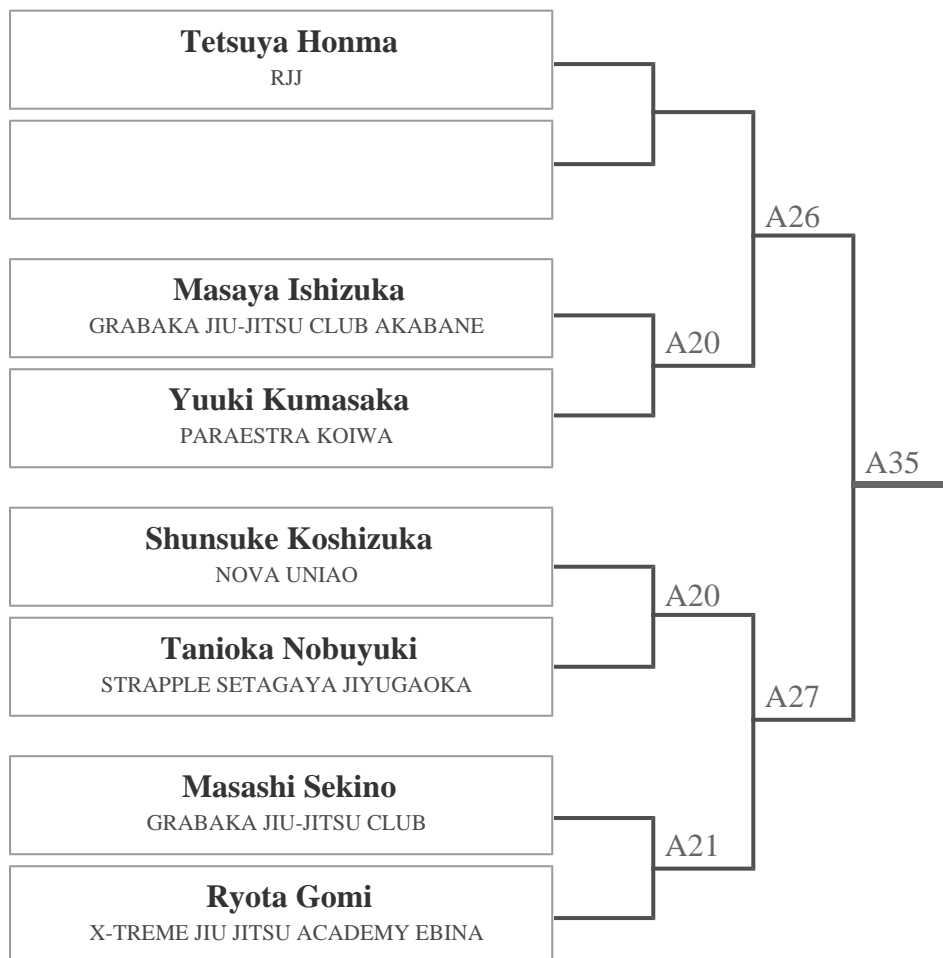 Tetsuya Honma
RJJ
A26
Masaya Ishizuka
GRABAKA JIU-JITSU CLUB AKABANE
A20
Yuuki Kumasaka
PARAESTRA KOIWA
A35
Shunsuke Koshizuka
NOVA UNIAO
A20
Tanioka Nobuyuki
STRAPPLE SETAGAYA JIYUGAOKA
A27
Masashi Sekino
GRABAKA JIU-JITSU CLUB
A21
Ryota Gomi
X-TREME JIU JITSU ACADEMY EBINA